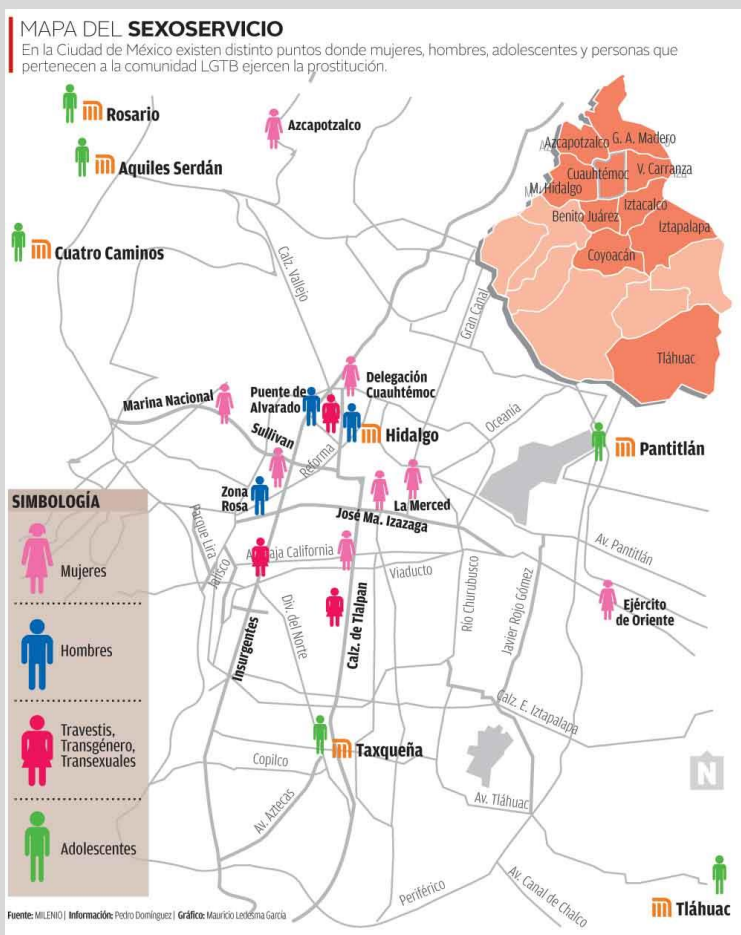 MAPA DEL SEXOSERVICIO
En la Ciudad de México existen distinto puntos donde mujeres, hombres, adolescentes y personas que
pertenecen a la comunidad LGTB ejercen la prostitución.
Rosario
Azcapotzalco
Aquiles Serdán
Cuatro Caminos
Azcapotzalco
G. A. Madero
Cuauhtémoc
V. Carranza
M. Hidalgo
Iztacalco
Benito Juárez
Iztapalapa
Coyoacán
Tláhuac
Calz. Vallejo
Gran Canal
Marina Nacional
Puente de
Alvarado
Delegación
Cuauhtémoc
Hidalgo
Oceanía
Pantitlán
Sullivan
Reforma
Zona
Rosa
La Merced
José Ma. Izazaga
SIMBOLOGÍA
Mujeres
Hombres
Travestis,
Transgénero,
Transexuales
Adolescentes
Parque Lira
Jalisco
Baja California
Viaducto
Av. Pantitlán
Río Churubusco
Javier Rojo Gómez
Ejército
de Oriente
Insurgentes
Div. del Norte
Calz. de Tlalpan
Calz. E. Iztapalapa
Taxqueña
Copilco
Av. Aztecas
Av. Tláhuac
N
Periférico
Av. Canal de Chalco
Tláhuac
Fuente: MILENIO | Información: Pedro Domínguez | Gráfico: Mauricio Ledesma García